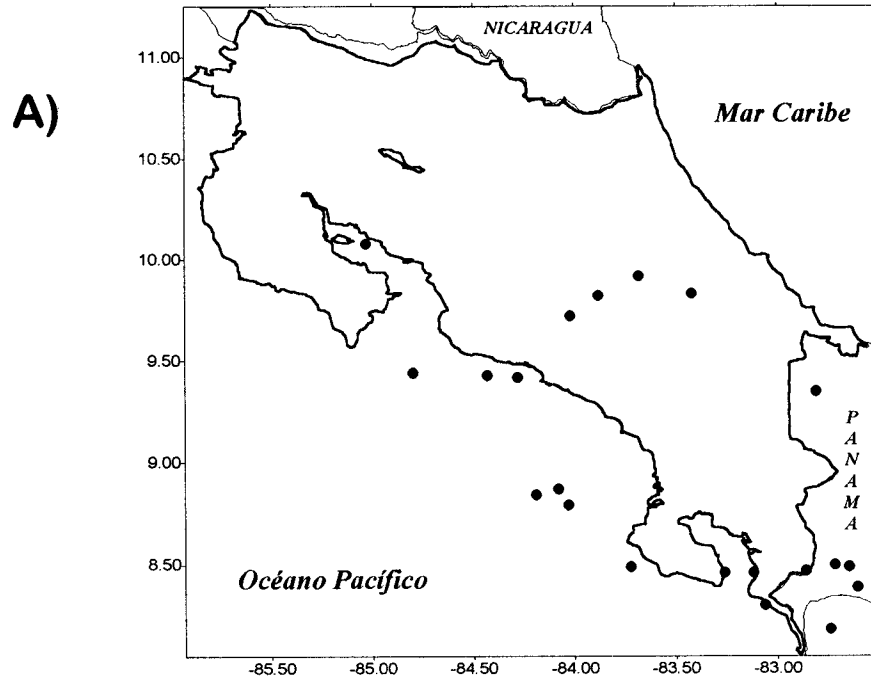 NICARAGUA
11.00
A)
Mar Caribe
10.50
10.00
9.50
P
A
N
A
M
A
9.00
8.50
Océano Pacífico
-85.50 -85.00 -84.50 -84.00 -83.50 -83.00